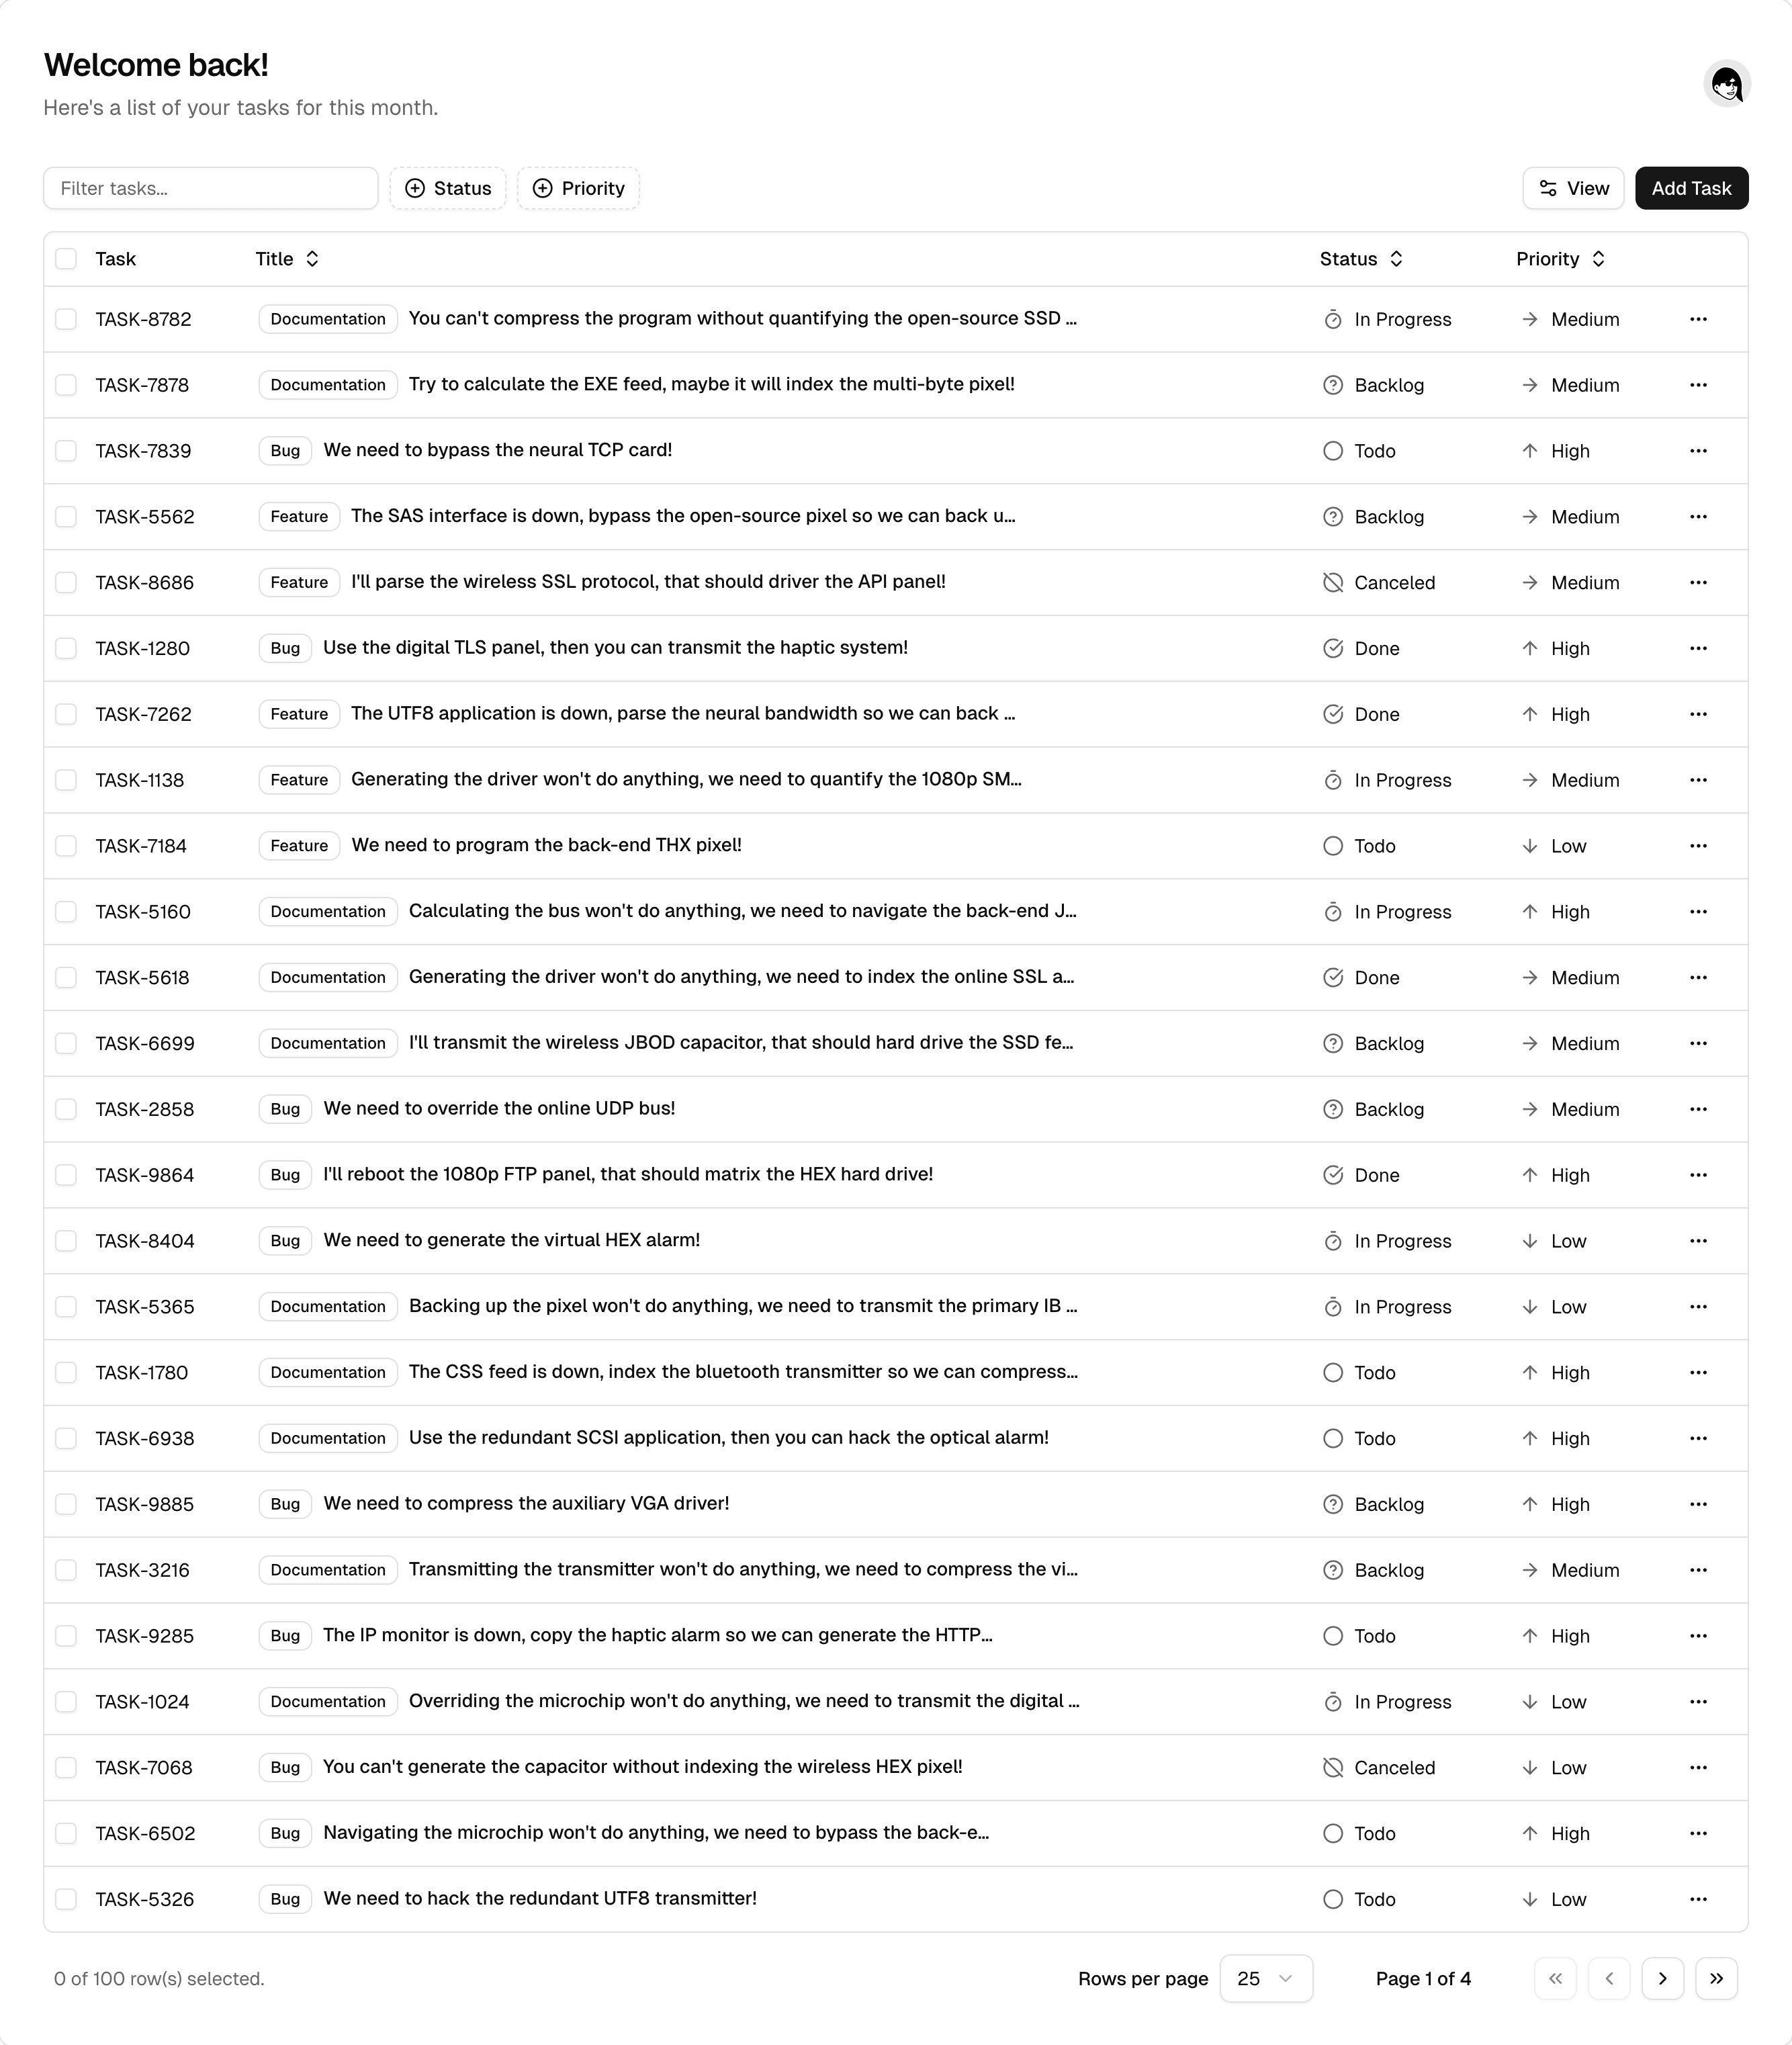 Welcome back!
Here's a list of your tasks for this month.
Filter tasks... Status Priority View Add Task
Task Title Status Priority
TASK-8782 Documentation You can't compress the program without quantifying the open-source SSD ... In Progress Medium
TASK-7878 Documentation Try to calculate the EXE feed, maybe it will index the multi-byte pixel! Backlog Medium
TASK-7839 Bug We need to bypass the neural TCP card! Todo High
TASK-5562 Feature The SAS interface is down, bypass the open-source pixel so we can back u... Backlog Medium
TASK-8686 Feature I'll parse the wireless SSL protocol, that should driver the API panel! Canceled Medium
TASK-1280 Bug Use the digital TLS panel, then you can transmit the haptic system! Done High
TASK-7262 Feature The UTF8 application is down, parse the neural bandwidth so we can back ... Done High
TASK-1138 Feature Generating the driver won't do anything, we need to quantify the 1080p SM... In Progress Medium
TASK-7184 Feature We need to program the back-end THX pixel! Todo Low
TASK-5160 Documentation Calculating the bus won't do anything, we need to navigate the back-end J... In Progress High
TASK-5618 Documentation Generating the driver won't do anything, we need to index the online SSL a... Done Medium
TASK-6699 Documentation I'll transmit the wireless JBOD capacitor, that should hard drive the SSD fe... Backlog Medium
TASK-2858 Bug We need to override the online UDP bus! Backlog Medium
TASK-9864 Bug I'll reboot the 1080p FTP panel, that should matrix the HEX hard drive! Done High
TASK-8404 Bug We need to generate the virtual HEX alarm! In Progress Low
TASK-5365 Documentation Backing up the pixel won't do anything, we need to transmit the primary IB ... In Progress Low
TASK-1780 Documentation The CSS feed is down, index the bluetooth transmitter so we can compress... Todo High
TASK-6938 Documentation Use the redundant SCSI application, then you can hack the optical alarm! Todo High
TASK-9885 Bug We need to compress the auxiliary VGA driver! Backlog High
TASK-3216 Documentation Transmitting the transmitter won't do anything, we need to compress the vi... Backlog Medium
TASK-9285 Bug The IP monitor is down, copy the haptic alarm so we can generate the HTTP... Todo High
TASK-1024 Documentation Overriding the microchip won't do anything, we need to transmit the digital ... In Progress Low
TASK-7068 Bug You can't generate the capacitor without indexing the wireless HEX pixel! Canceled Low
TASK-6502 Bug Navigating the microchip won't do anything, we need to bypass the back-e... Todo High
TASK-5326 Bug We need to hack the redundant UTF8 transmitter! Todo Low
0 of 100 row(s) selected. Rows per page 25 Page 1 of 4